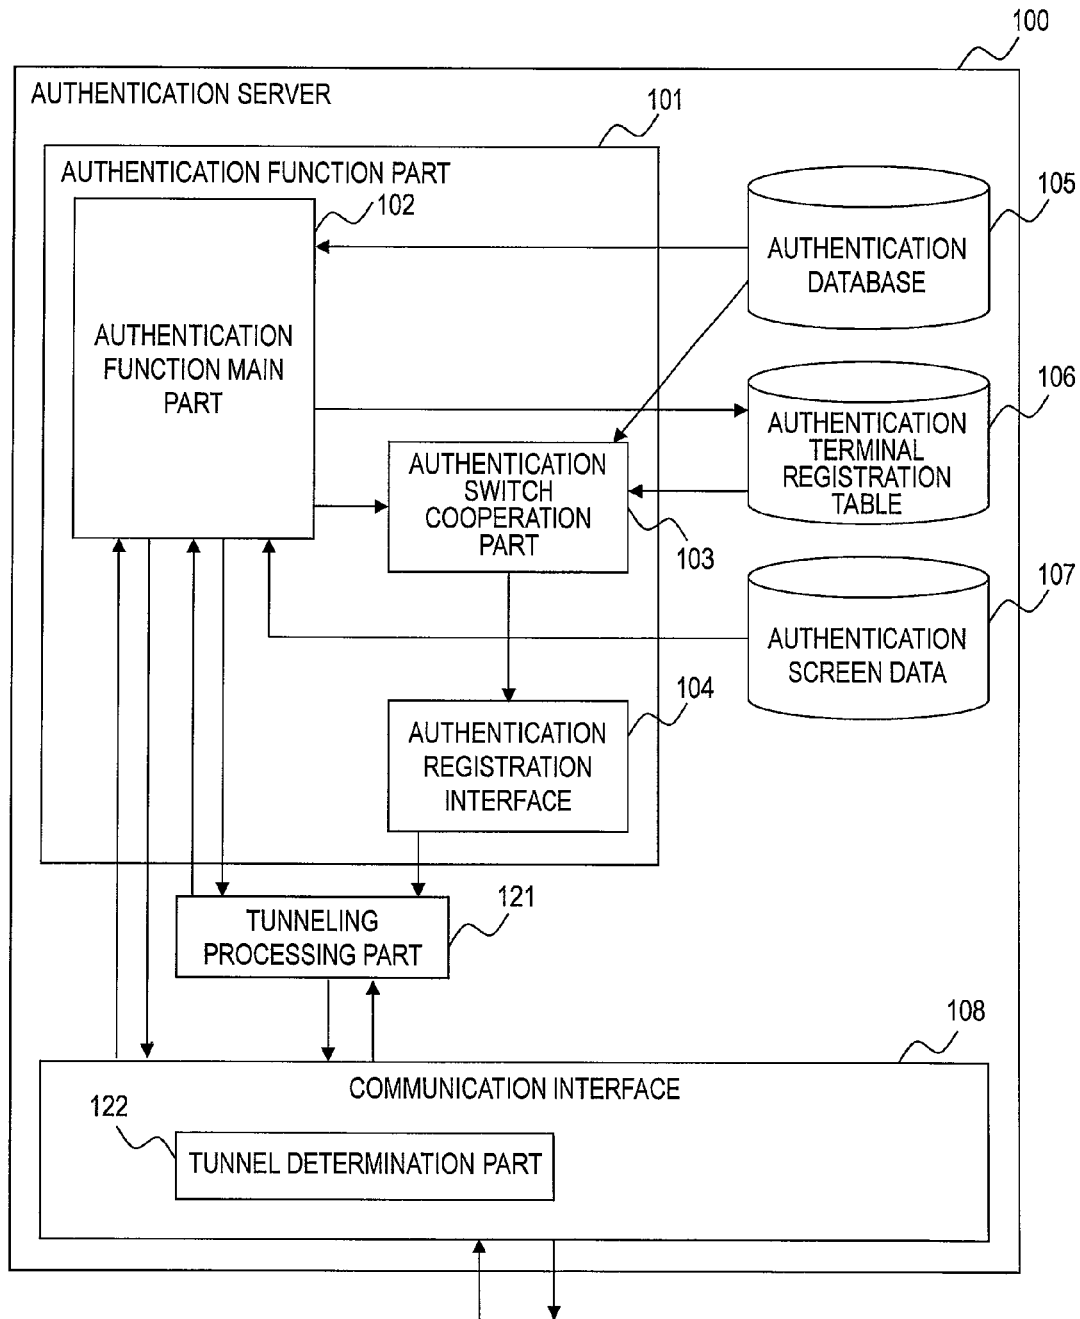 100
AUTHENTICATION SERVER
101
AUTHENTICATION FUNCTION PART
102
AUTHENTICATION
FUNCTION MAIN
PART
105
AUTHENTICATION
DATABASE
106
AUTHENTICATION
TERMINAL
REGISTRATION
TABLE
AUTHENTICATION
SWITCH
COOPERATION
PART
103
107
AUTHENTICATION
SCREEN DATA
104
AUTHENTICATION
REGISTRATION
INTERFACE
121
TUNNELING
PROCESSING PART
108
COMMUNICATION INTERFACE
122
TUNNEL DETERMINATION PART